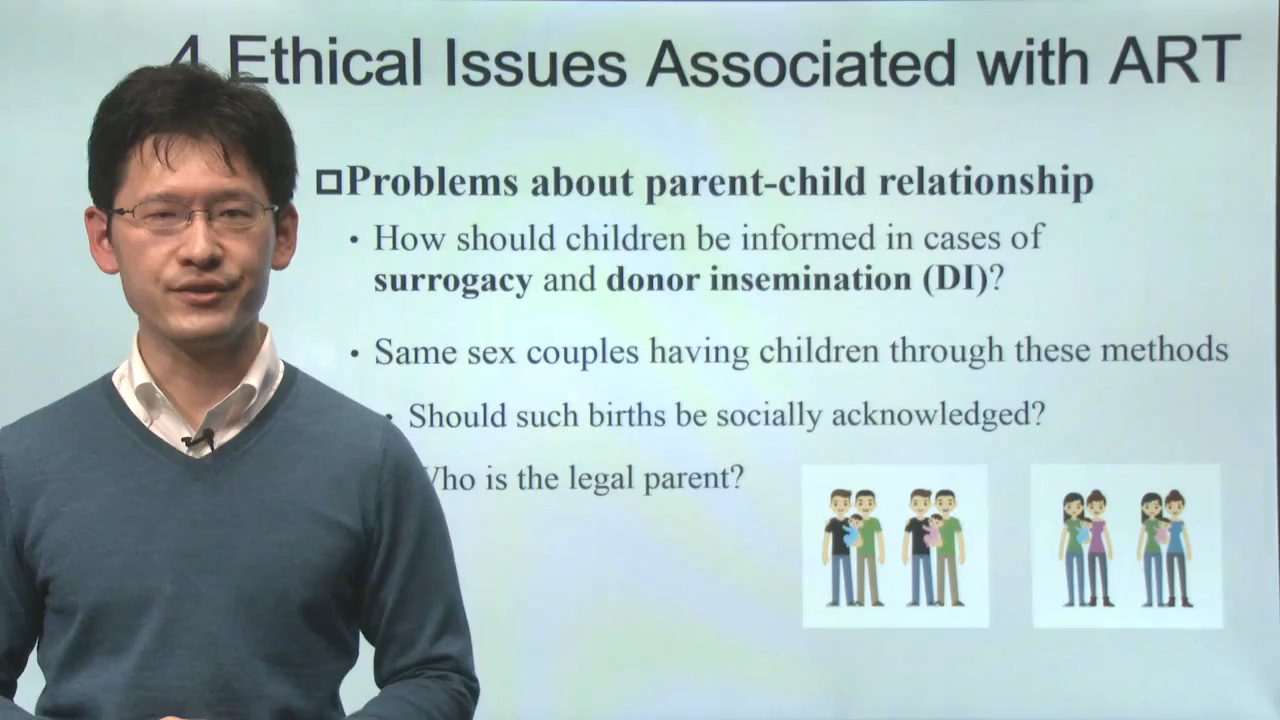 4 Ethical Issues Associated with ART
Problems about parent-child relationship
• How should children be informed in cases of
surrogacy and donor insemination (DI)?
• Same sex couples having children through these methods
• Should such births be socially acknowledged?
Who is the legal parent?